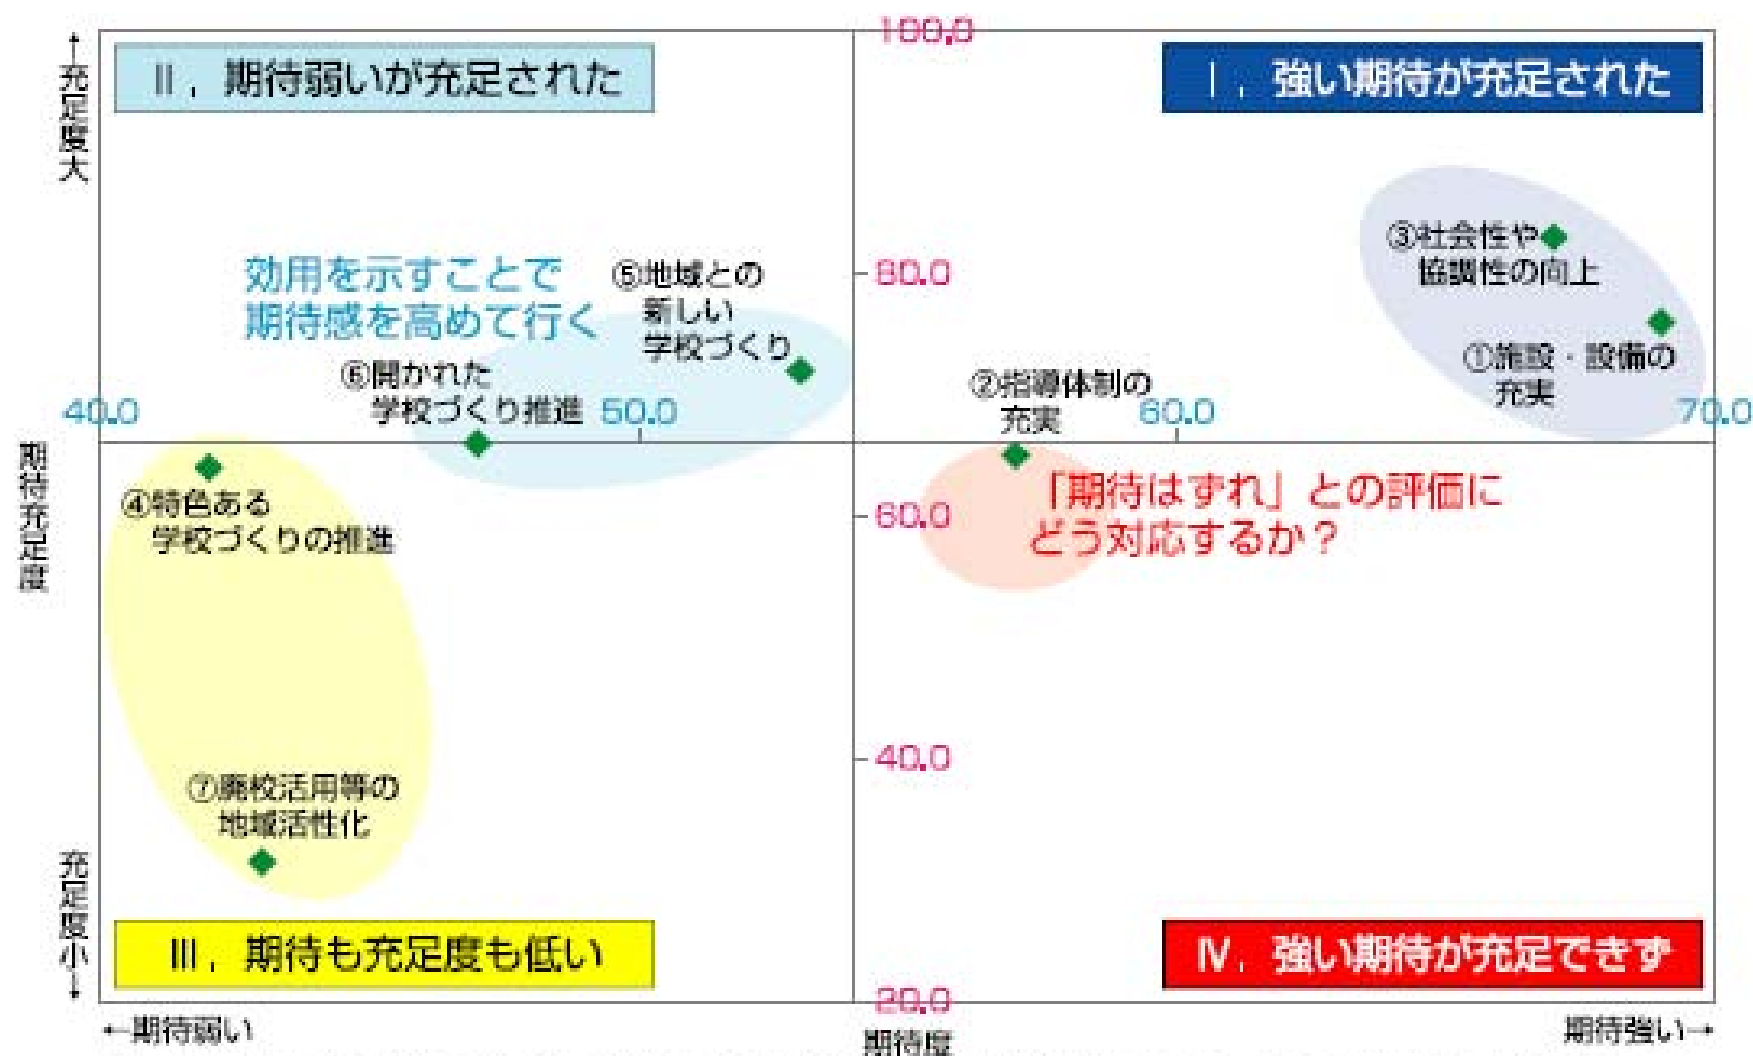 100.0
↑充足度大
Ⅱ．期待弱いが充足された
Ⅰ．強い期待が充足された
③社会性や
協調性の向上
効用を示すことで
期待感を高めて行く
⑤地域との
新しい
学校づくり
80.0
①施設・設備の
充実
⑥開かれた
学校づくり推進
②指導体制の
充実
40.0
50.0
60.0
70.0
期待充足度
④特色ある
学校づくりの推進
「期待はずれ」との評価に
どう対応するか？
60.0
40.0
⑦廃校活用等の
地域活性化
充足度小→
Ⅲ．期待も充足度も低い
Ⅳ．強い期待が充足できず
20.0
←期待弱い
期待度
期待強い→